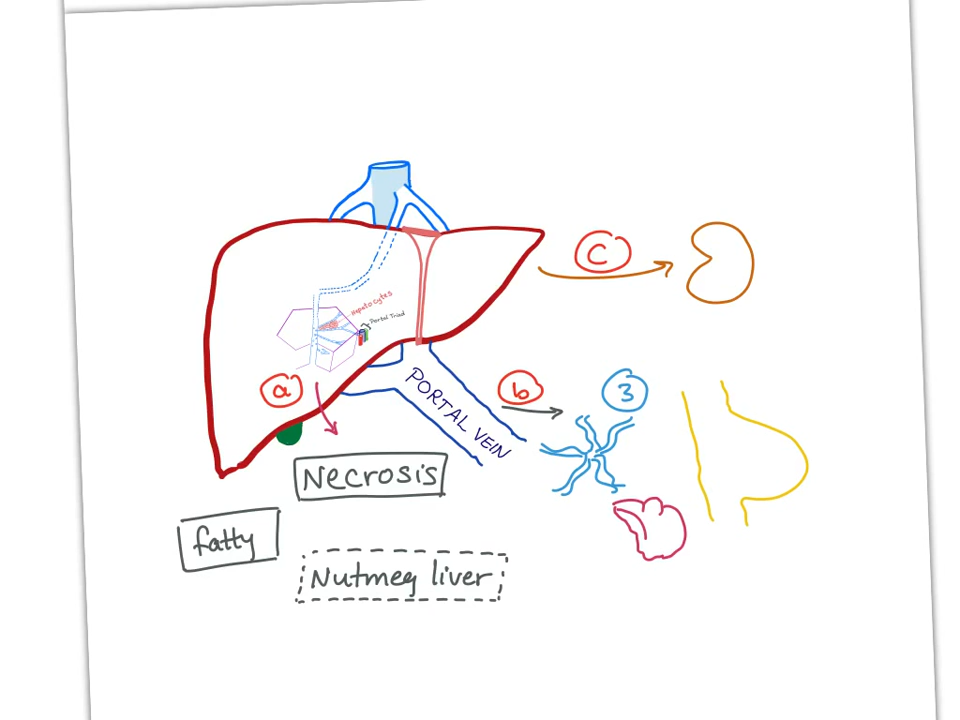 C
Hepatocytes
Portal Triad
a
b
3
PORTAL VEIN
Necrosis
fatty
Nutmeg liver